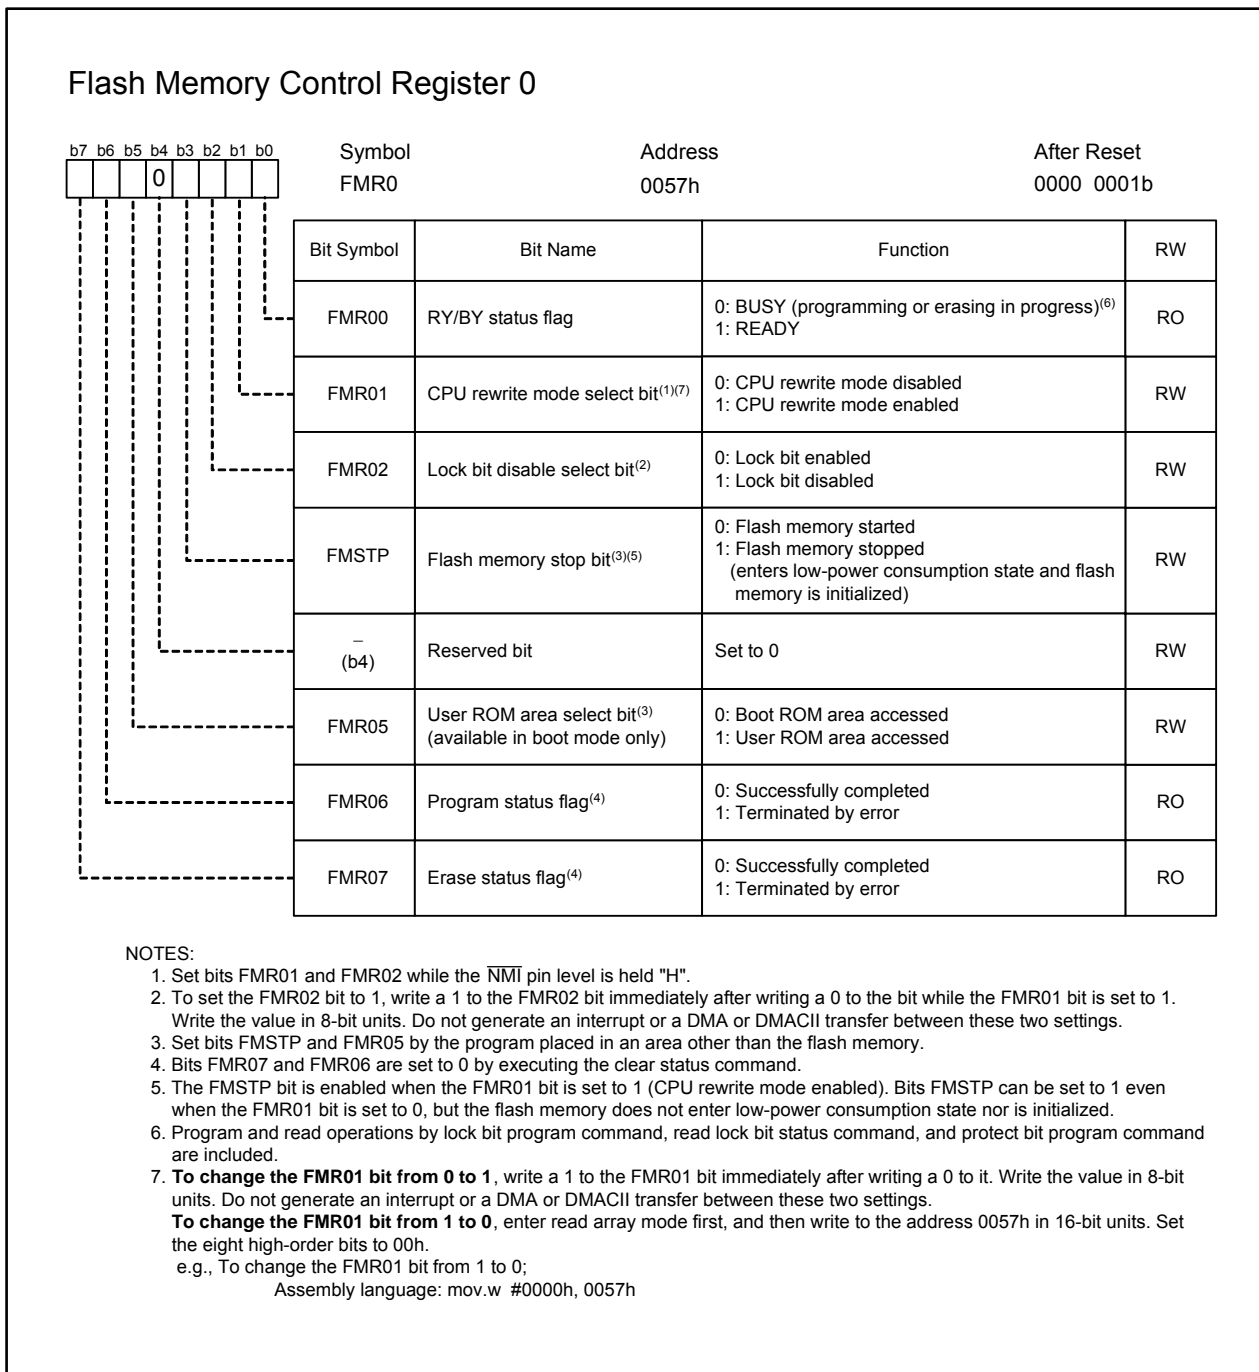 Flash Memory Control Register 0
b7 b6 b5 b4 b3 b2 b1 b0
0
Symbol Address After Reset
FMR0 0057h 0000 0001b
Bit Symbol Bit Name Function RW
FMR00 RY/BY status flag 0: BUSY (programming or erasing in progress)(6) RO
1: READY
FMR01 CPU rewrite mode select bit(1)(7) 0: CPU rewrite mode disabled RW
1: CPU rewrite mode enabled
FMR02 Lock bit disable select bit(2) 0: Lock bit enabled RW
1: Lock bit disabled
FMSTP Flash memory stop bit(3)(5) 0: Flash memory started RW
1: Flash memory stopped
(enters low-power consumption state and flash
memory is initialized)
– (b4) Reserved bit Set to 0 RW
FMR05 User ROM area select bit(3) 0: Boot ROM area accessed RW
(available in boot mode only) 1: User ROM area accessed
FMR06 Program status flag(4) 0: Successfully completed RO
1: Terminated by error
FMR07 Erase status flag(4) 0: Successfully completed RO
1: Terminated by error
NOTES:
1. Set bits FMR01 and FMR02 while the NMI pin level is held "H".
2. To set the FMR02 bit to 1, write a 1 to the FMR02 bit immediately after writing a 0 to the bit while the FMR01 bit is set to 1.
Write the value in 8-bit units. Do not generate an interrupt or a DMA or DMACII transfer between these two settings.
3. Set bits FMSTP and FMR05 by the program placed in an area other than the flash memory.
4. Bits FMR07 and FMR06 are set to 0 by executing the clear status command.
5. The FMSTP bit is enabled when the FMR01 bit is set to 1 (CPU rewrite mode enabled). Bits FMSTP can be set to 1 even
when the FMR01 bit is set to 0, but the flash memory does not enter low-power consumption state nor is initialized.
6. Program and read operations by lock bit program command, read lock bit status command, and protect bit program command
are included.
7. To change the FMR01 bit from 0 to 1, write a 1 to the FMR01 bit immediately after writing a 0 to it. Write the value in 8-bit
units. Do not generate an interrupt or a DMA or DMACII transfer between these two settings.
To change the FMR01 bit from 1 to 0, enter read array mode first, and then write to the address 0057h in 16-bit units. Set
the eight high-order bits to 00h.
e.g., To change the FMR01 bit from 1 to 0;
Assembly language: mov.w #0000h, 0057h